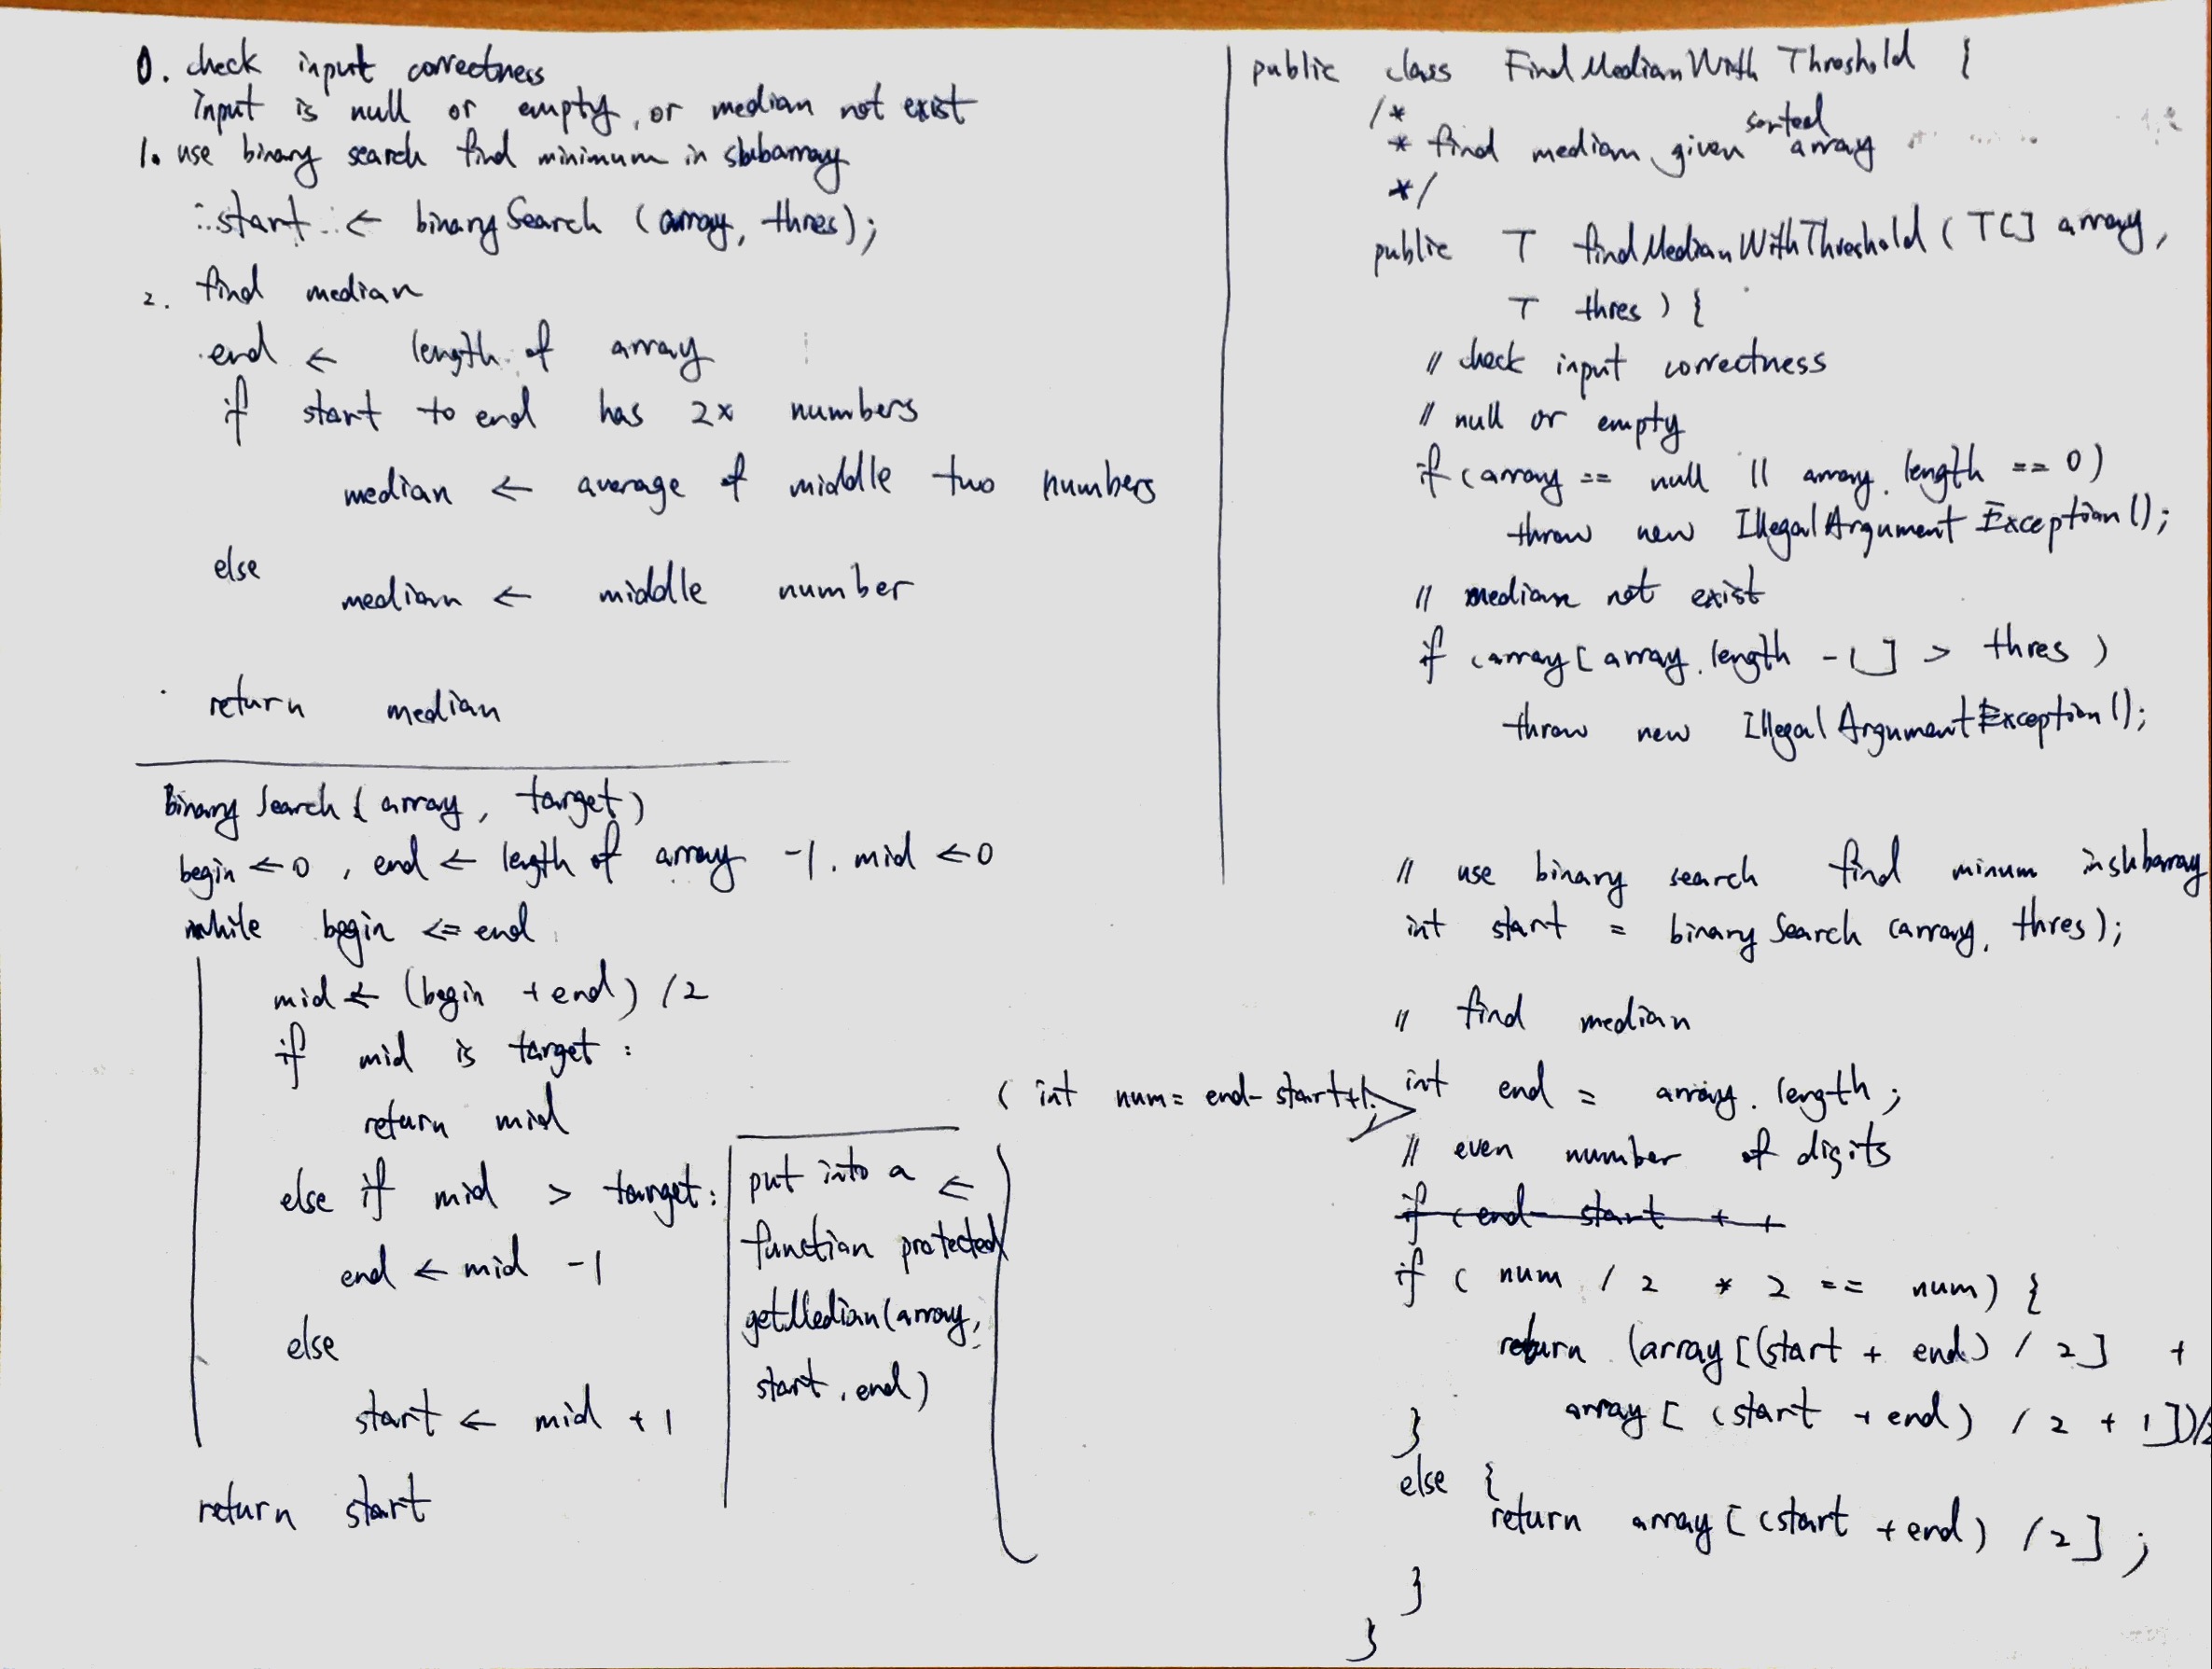 0. check input correctness
Input is null or empty, or median not exist
1. use binary search find minimum in subarray
start ← binarySearch (array, thres);
2. find median
end ← length of array
if start to end has 2x numbers
median ← average of middle two numbers
else
median ← middle number
return median
Binary Search (array, target)
begin ← 0, end ← length of array -1. mid ← 0
while begin <= end
mid ← (begin + end) / 2
if mid is target:
return mid
else if mid > target:
end ← mid - 1
else
start ← mid + 1
return start
put into a ←
function protected
getMedian(array,
start, end)
public class FindMedianWithThreshold {
/*
* find median given sorted array
*/
public T findMedianWithThreshold (T[] array,
T thres) {
// check input correctness
// null or empty
if (array == null || array.length == 0)
throw new IllegalArgumentException();
// median not exist
if (array[array.length - 1] > thres)
throw new IllegalArgumentException();
// use binary search find minum in subarray
int start = binarySearch (array, thres);
// find median
int end = array.length;
( int num = end - start+1;
// even number of digits
if (end - start + +
if ( num / 2 * 2 == num) {
return (array[(start + end) / 2] +
array [ (start + end) / 2 + 1])/2
}
else {
return array [ (start + end) / 2] ;
}
}